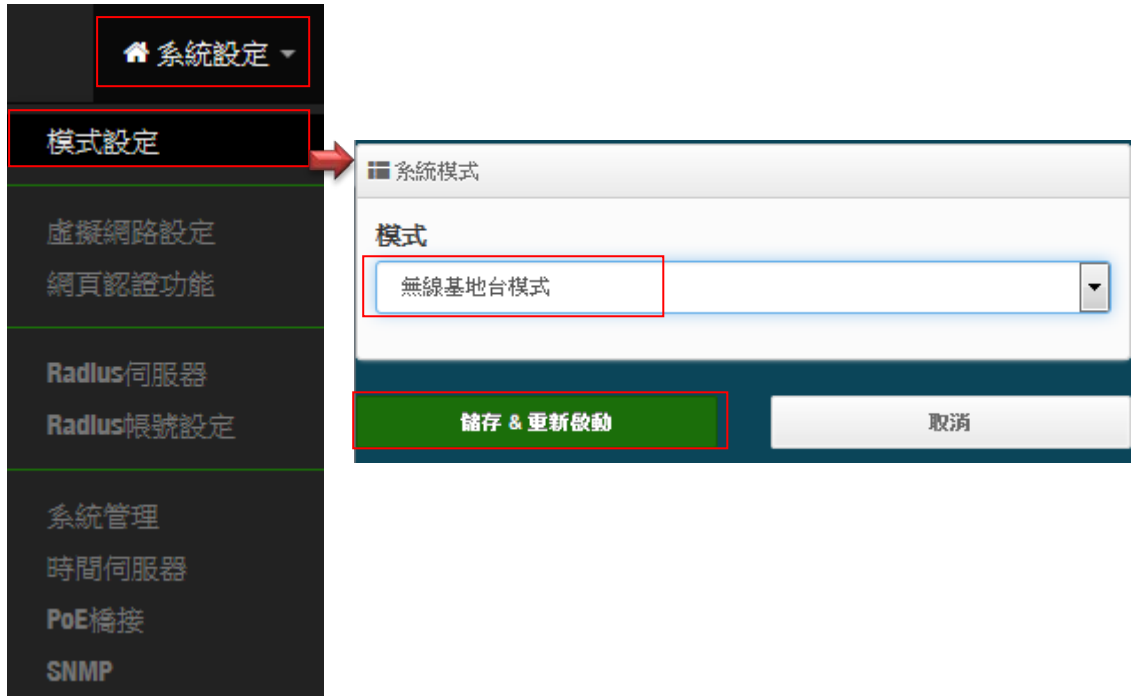 系統設定
模式設定
虛擬網路設定
網頁認證功能
Radius伺服器
Radius帳號設定
系統管理
時間伺服器
PoE橋接
SNMP
系統模式
模式
無線基地台模式
儲存 & 重新啟動
取消